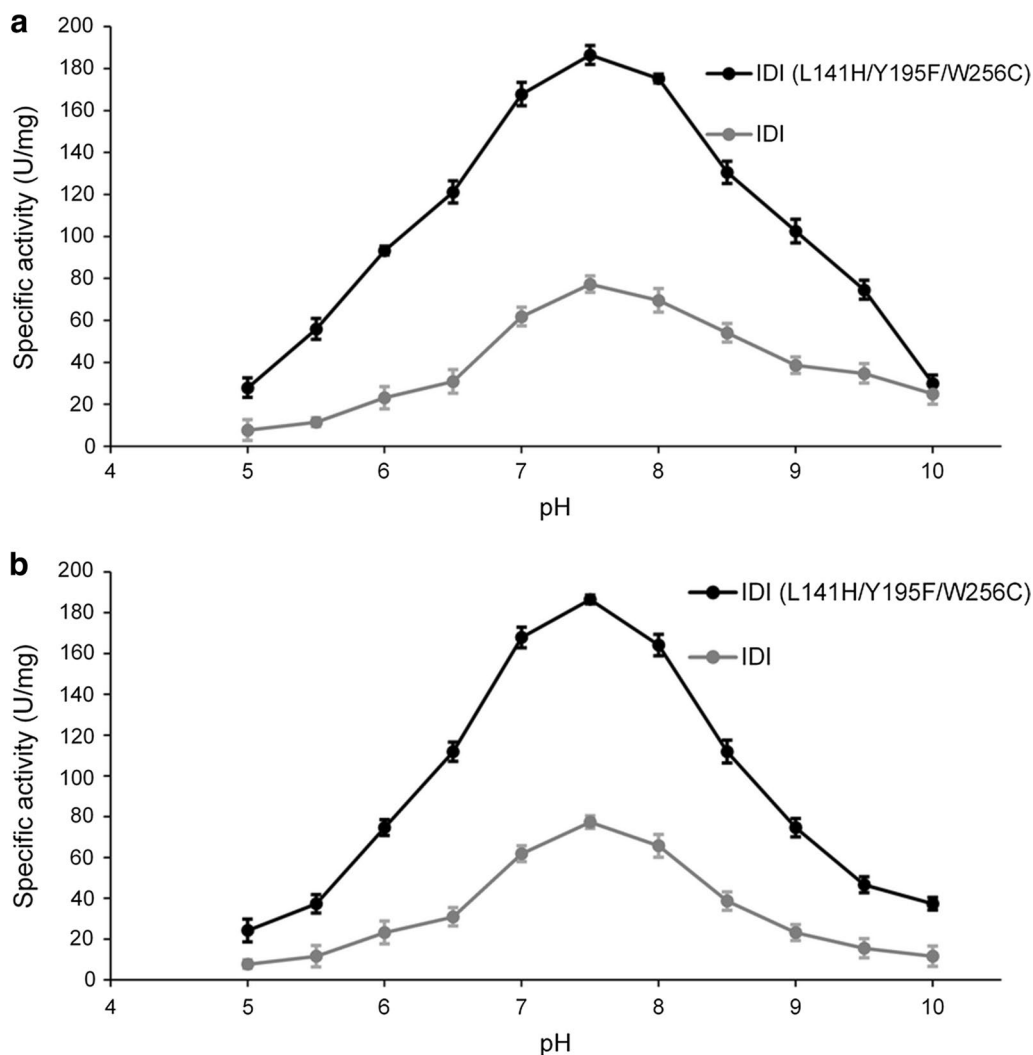 a
Specific activity (U/mg)
200
180
160
140
120
100
80
60
40
20
0
IDI (L141H/Y195F/W256C)
IDI
4 5 6 7 8 9 10
pH
b
Specific activity (U/mg)
200
180
160
140
120
100
80
60
40
20
0
IDI (L141H/Y195F/W256C)
IDI
4 5 6 7 8 9 10
pH